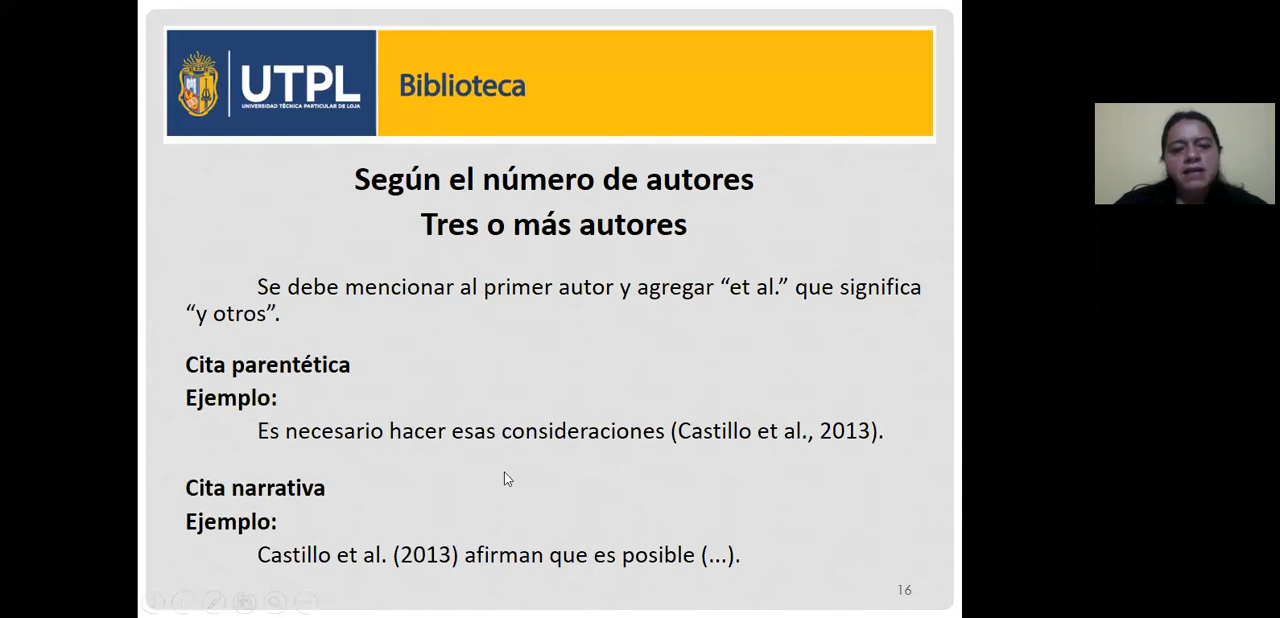 UTPL
UNIVERSIDAD TÉCNICA PARTICULAR DE LOJA
Biblioteca
Según el número de autores
Tres o más autores
Se debe mencionar al primer autor y agregar “et al.” que significa
“y otros”.
Cita parentética
Ejemplo:
Es necesario hacer esas consideraciones (Castillo et al., 2013).
Cita narrativa
Ejemplo:
Castillo et al. (2013) afirman que es posible (...).
16